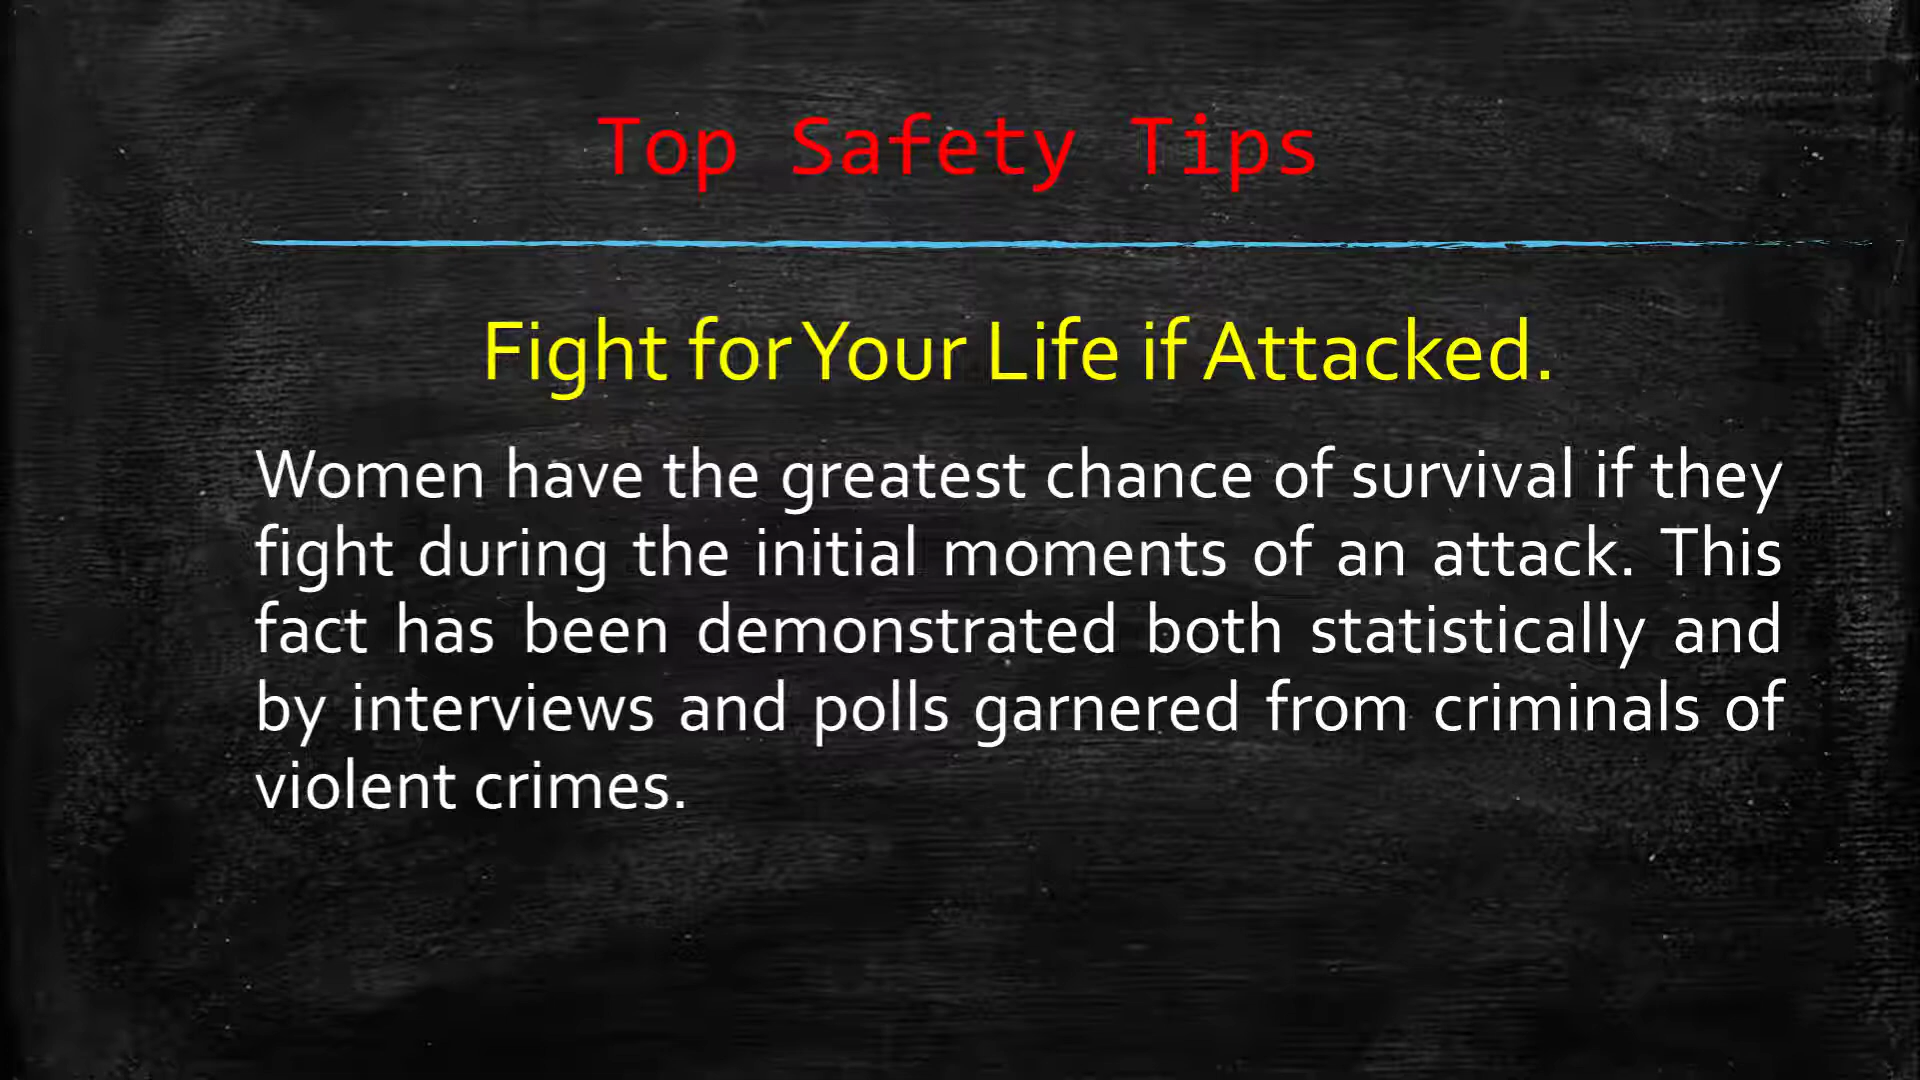 Top Safety Tips
Fight for Your Life if Attacked.
Women have the greatest chance of survival if they
fight during the initial moments of an attack. This
fact has been demonstrated both statistically and
by interviews and polls garnered from criminals of
violent crimes.